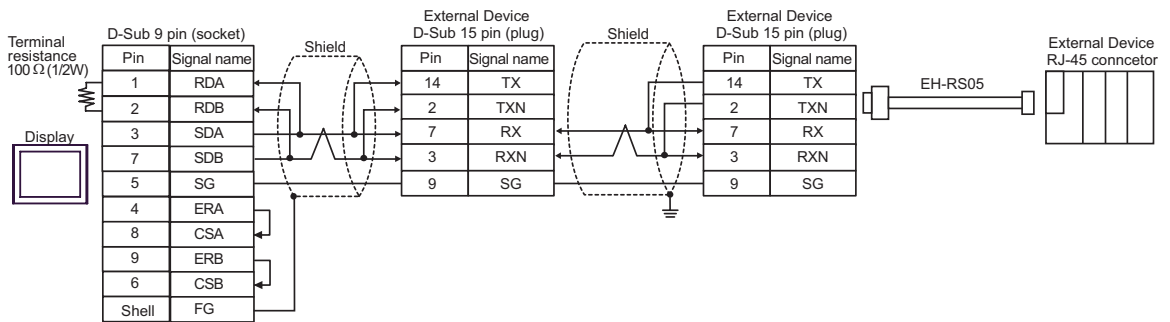 Terminal
resistance
100 Ω (1/2W)
Display
D-Sub 9 pin (socket)
Pin Signal name
1 RDA
2 RDB
3 SDA
7 SDB
5 SG
4 ERA
8 CSA
9 ERB
6 CSB
Shell FG
Shield
External Device
D-Sub 15 pin (plug)
Pin Signal name
14 TX
2 TXN
7 RX
3 RXN
9 SG
Shield
External Device
D-Sub 15 pin (plug)
Pin Signal name
14 TX
2 TXN
7 RX
3 RXN
9 SG
EH-RS05
External Device
RJ-45 conncetor